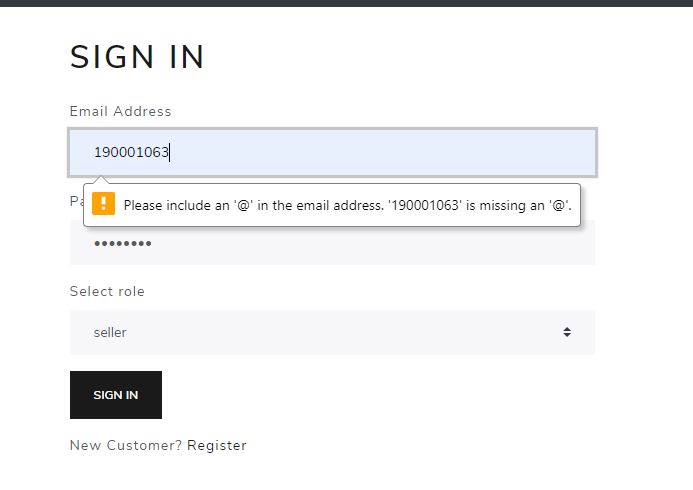 SIGN IN
Email Address
190001063
Please include an '@' in the email address. '190001063' is missing an '@'.
Pa
••••••••
Select role
seller
SIGN IN
New Customer? Register